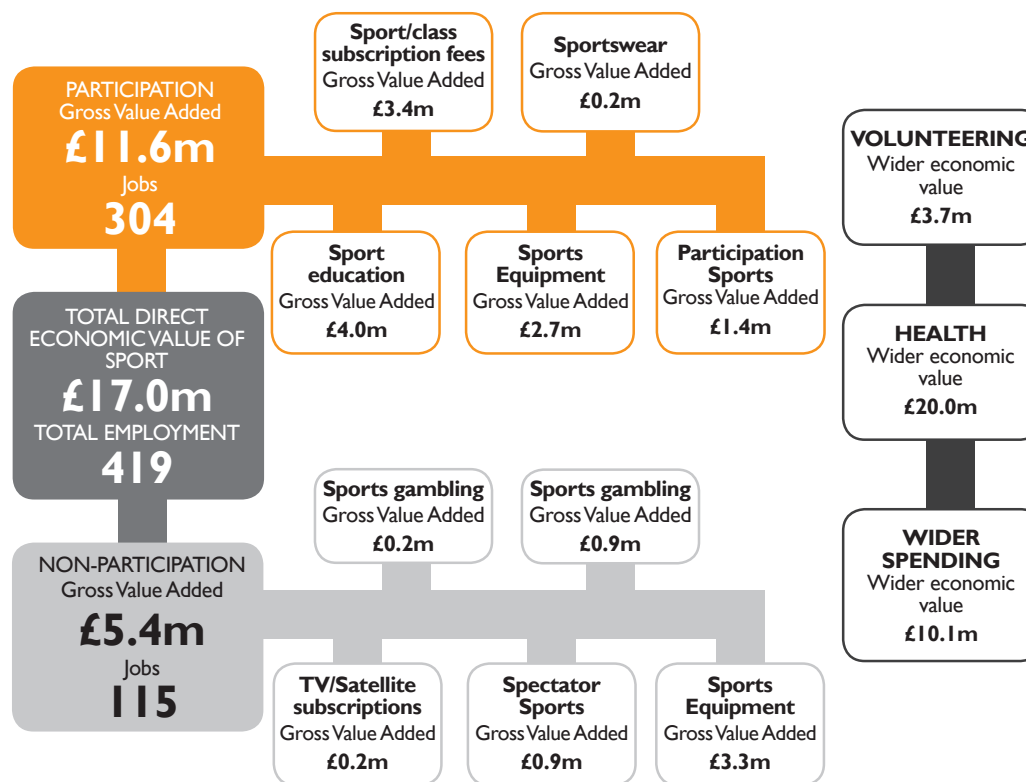 PARTICIPATION
Gross Value Added
£11.6m
Jobs
304
Sport/class
subscription fees
Gross Value Added
£3.4m
Sportswear
Gross Value Added
£0.2m
Sport
education
Gross Value Added
£4.0m
Sports
Equipment
Gross Value Added
£2.7m
Participation
Sports
Gross Value Added
£1.4m
TOTAL DIRECT
ECONOMIC VALUE OF
SPORT
£17.0m
TOTAL EMPLOYMENT
419
NON-PARTICIPATION
Gross Value Added
£5.4m
Jobs
115
Sports gambling
Gross Value Added
£0.2m
Sports gambling
Gross Value Added
£0.9m
TV/Satellite
subscriptions
Gross Value Added
£0.2m
Spectator
Sports
Gross Value Added
£0.9m
Sports
Equipment
Gross Value Added
£3.3m
VOLUNTEERING
Wider economic
value
£3.7m
HEALTH
Wider economic
value
£20.0m
WIDER
SPENDING
Wider economic
value
£10.1m